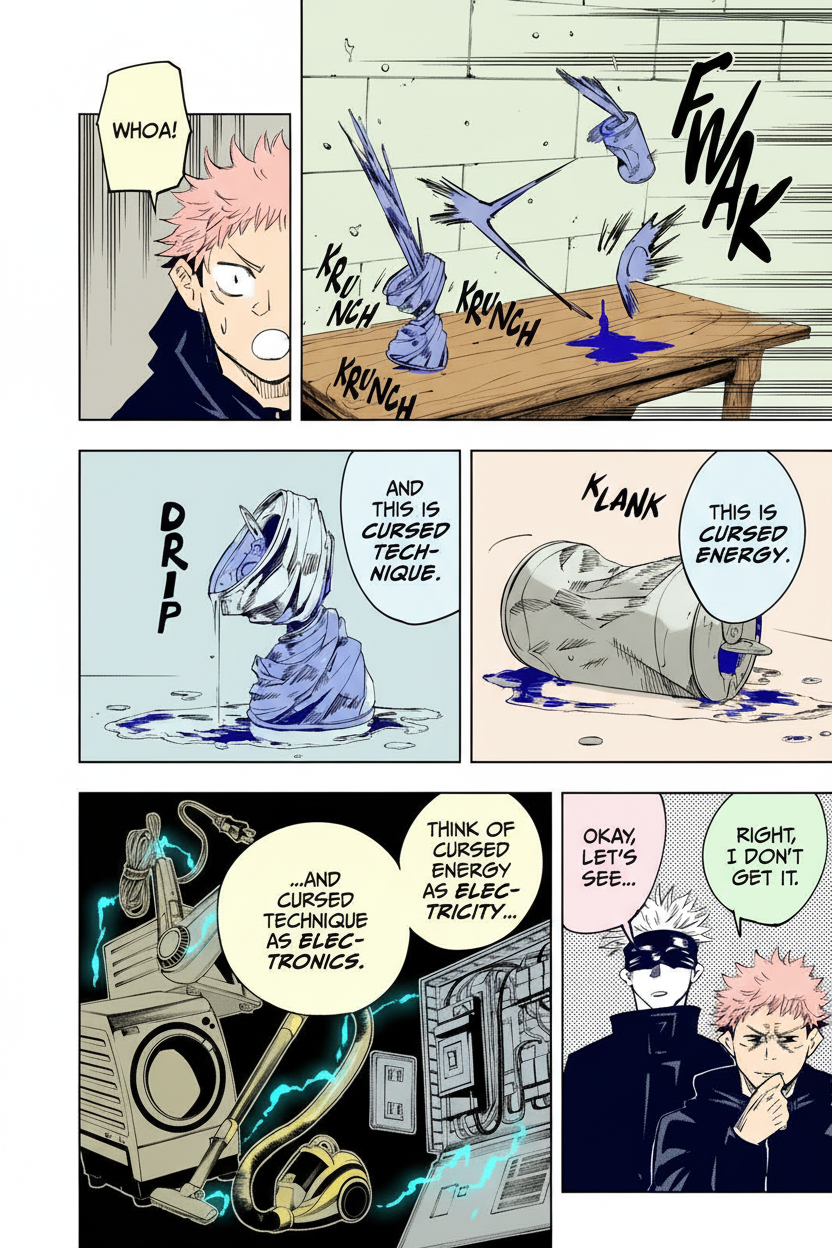 FWAK
KRUNCH
KRUNCH
KRUNCH
WHOA!
THIS IS
CURSED
ENERGY.
KLANK
AND
THIS IS
CURSED
TECH-
NIQUE.
DRIP
RIGHT,
I DON'T
GET IT.
OKAY,
LET'S
SEE...
THINK OF
CURSED
ENERGY
AS ELEC-
TRICITY...
...AND
CURSED
TECHNIQUE
AS ELEC-
TRONICS.